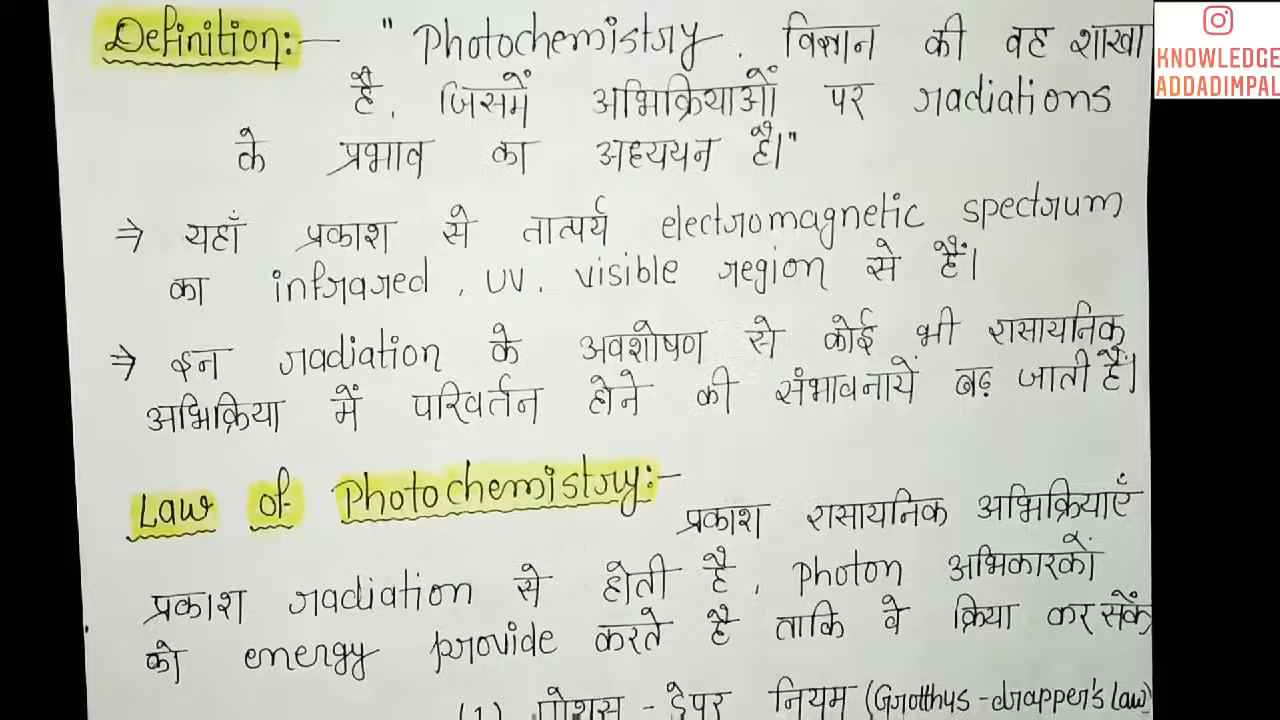 Definition:- " Photochemistry, विज्ञान की वह शाखा
है, जिसमें अभिक्रियाओं पर radiations
के प्रभाव का अध्ययन है।"
⇒ यहाँ प्रकाश से तात्पर्य electromagnetic spectrum
का infrared, UV, visible region से हैं।
⇒ इन radiation के अवशोषण से कोई भी रासायनिक
अभिक्रिया में परिवर्तन होने की संभावनायें बढ़ जाती हैं।
Law of Photochemistry:-
प्रकाश रासायनिक अभिक्रियाएँ
प्रकाश radiation से होती है, Photon अभिकारकों
को energy provide करते है ताकि वे क्रिया कर सकें
(1) ग्रोथस - ड्रेपर नियम (Grotthus-drapper's Law)
KNOWLEDGE
ADDADIMPAL